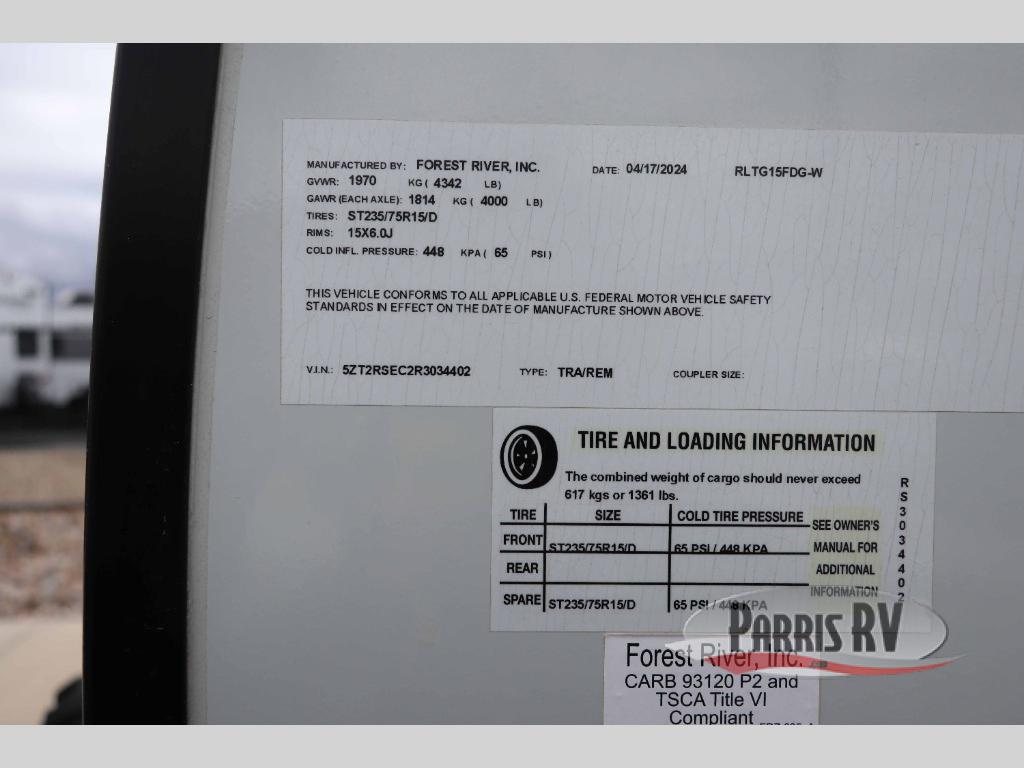 MANUFACTURED BY: FOREST RIVER, INC. DATE: 04/17/2024 RLTG15FDG-W
GVWR: 1970 KG ( 4342 LB)
GAWR (EACH AXLE): 1814 KG ( 4000 LB)
TIRES: ST235/75R15/D
RIMS: 15X6.0J
COLD INFL. PRESSURE: 448 KPA ( 65 PSI )
THIS VEHICLE CONFORMS TO ALL APPLICABLE U.S. FEDERAL MOTOR VEHICLE SAFETY
STANDARDS IN EFFECT ON THE DATE OF MANUFACTURE SHOWN ABOVE.
V.I.N.: 5ZT2RSEC2R3034402 TYPE: TRA/REM COUPLER SIZE:
TIRE AND LOADING INFORMATION
The combined weight of cargo should never exceed
617 kgs or 1361 lbs.
TIRE SIZE COLD TIRE PRESSURE
FRONT ST235/75R15/D 65 PSI / 448 KPA
REAR
SPARE ST235/75R15/D 65 PSI / 448 KPA
SEE OWNER'S
MANUAL FOR
ADDITIONAL
INFORMATION
RS3034402
PARRIS RV
.com
Forest River, Inc.
CARB 93120 P2 and
TSCA Title VI
Compliant